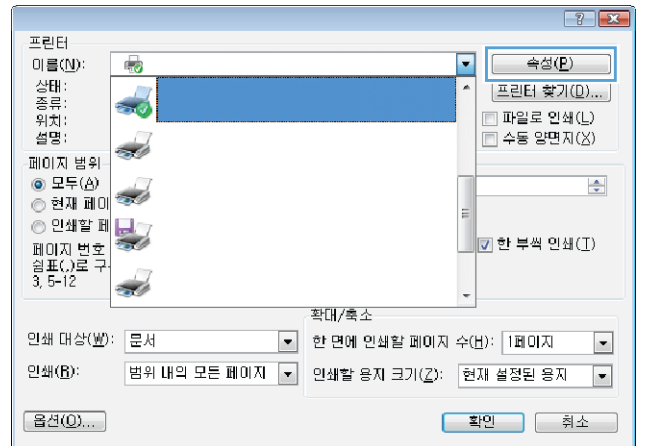 프린터
이름(N):
속성(P)
상태:
프린터 찾기(D)...
종류:
위치:
파일로 인쇄(L)
설명:
수동 양면지(X)
페이지 범위
모두(A)
현재 페이
인쇄할 페
페이지 번호
한 부씩 인쇄(T)
쉼표(,)로 구
3, 5-12
확대/축소
인쇄 대상(W): 문서
한 면에 인쇄할 페이지 수(H): 1페이지
인쇄(R): 범위 내의 모든 페이지
인쇄할 용지 크기(Z): 현재 설정된 용지
옵션(O)...
확인
취소